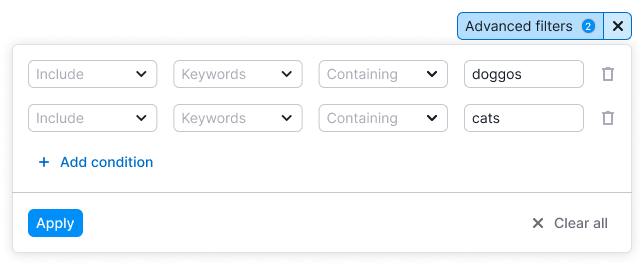 Advanced filters 2
Include Keywords Containing doggos
Include Keywords Containing cats
Add condition
Apply Clear all